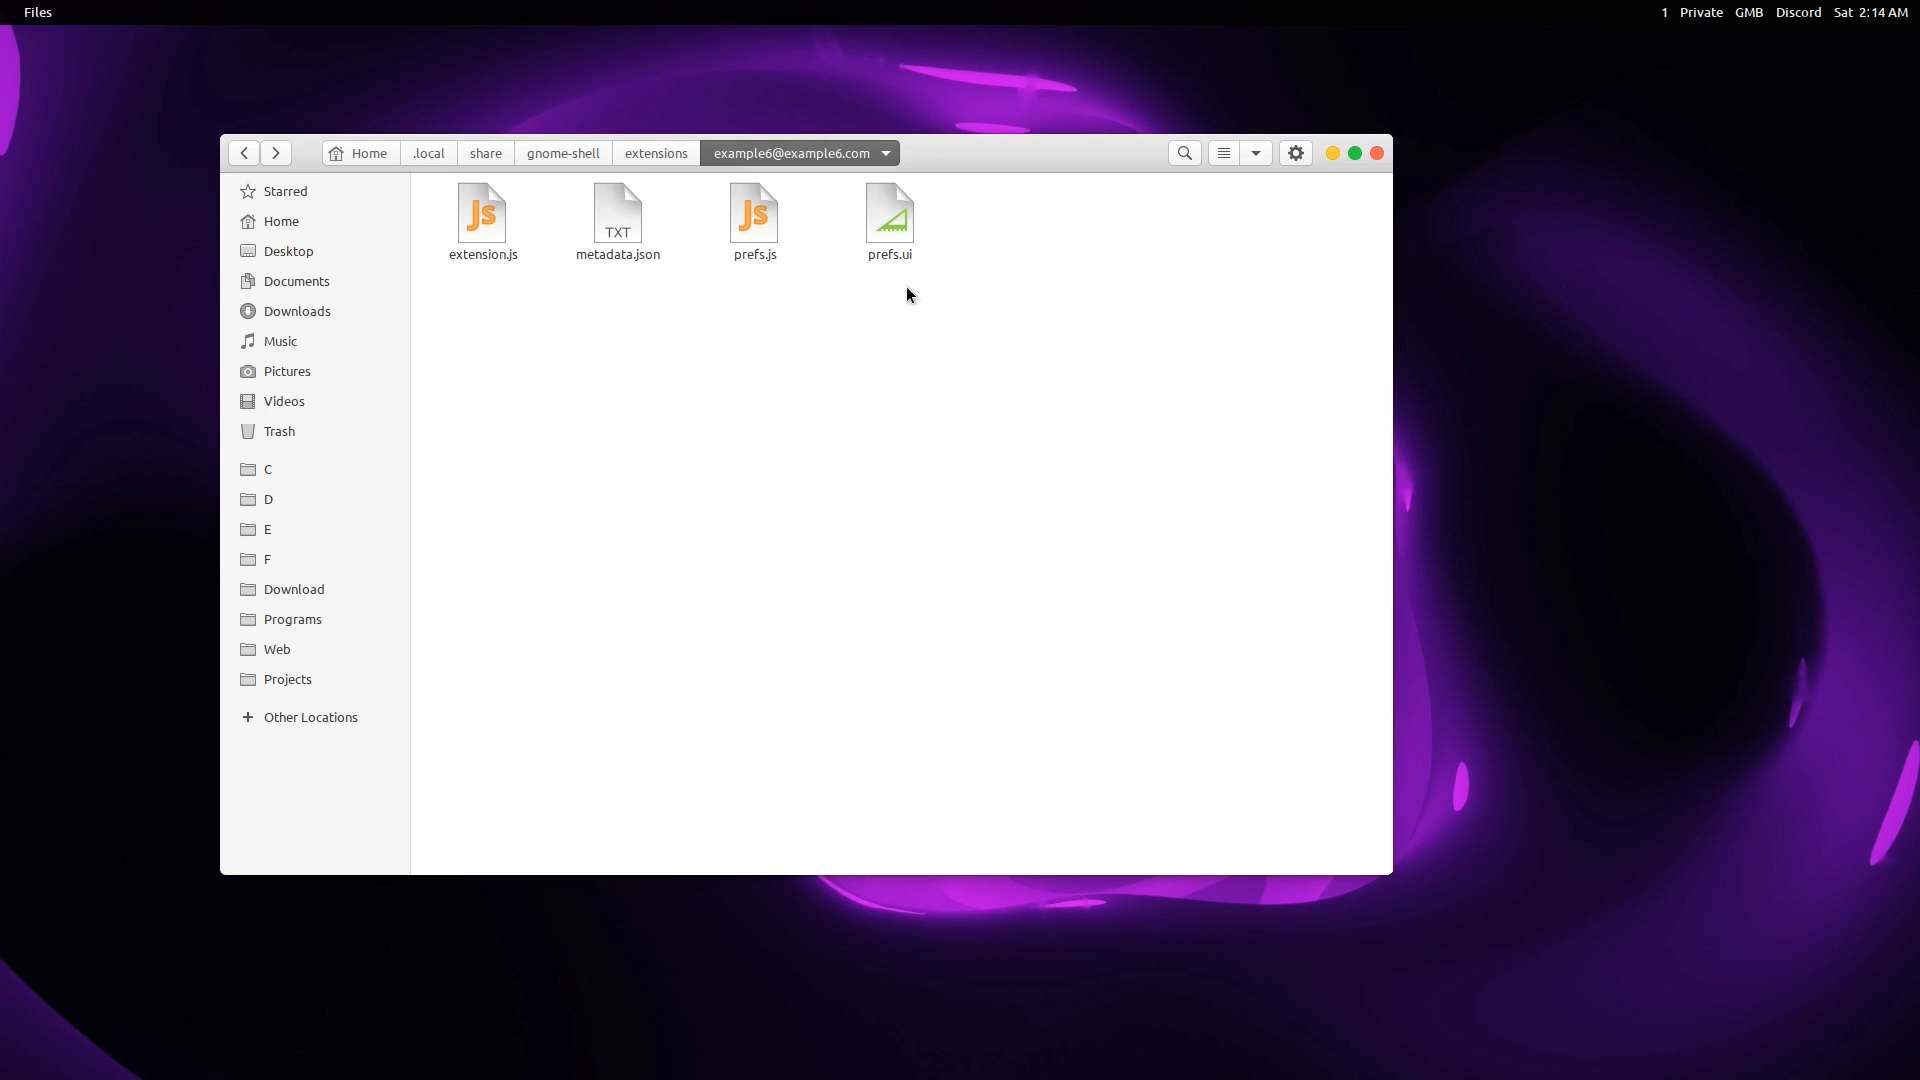 Files
1 Private GMB Discord Sat 2:14 AM
Home .local share gnome-shell extensions example6@example6.com
Starred
Home
Desktop
Documents
Downloads
Music
Pictures
Videos
Trash
C
D
E
F
Download
Programs
Web
Projects
Other Locations
Js TXT Js
extension.js metadata.json prefs.js prefs.ui